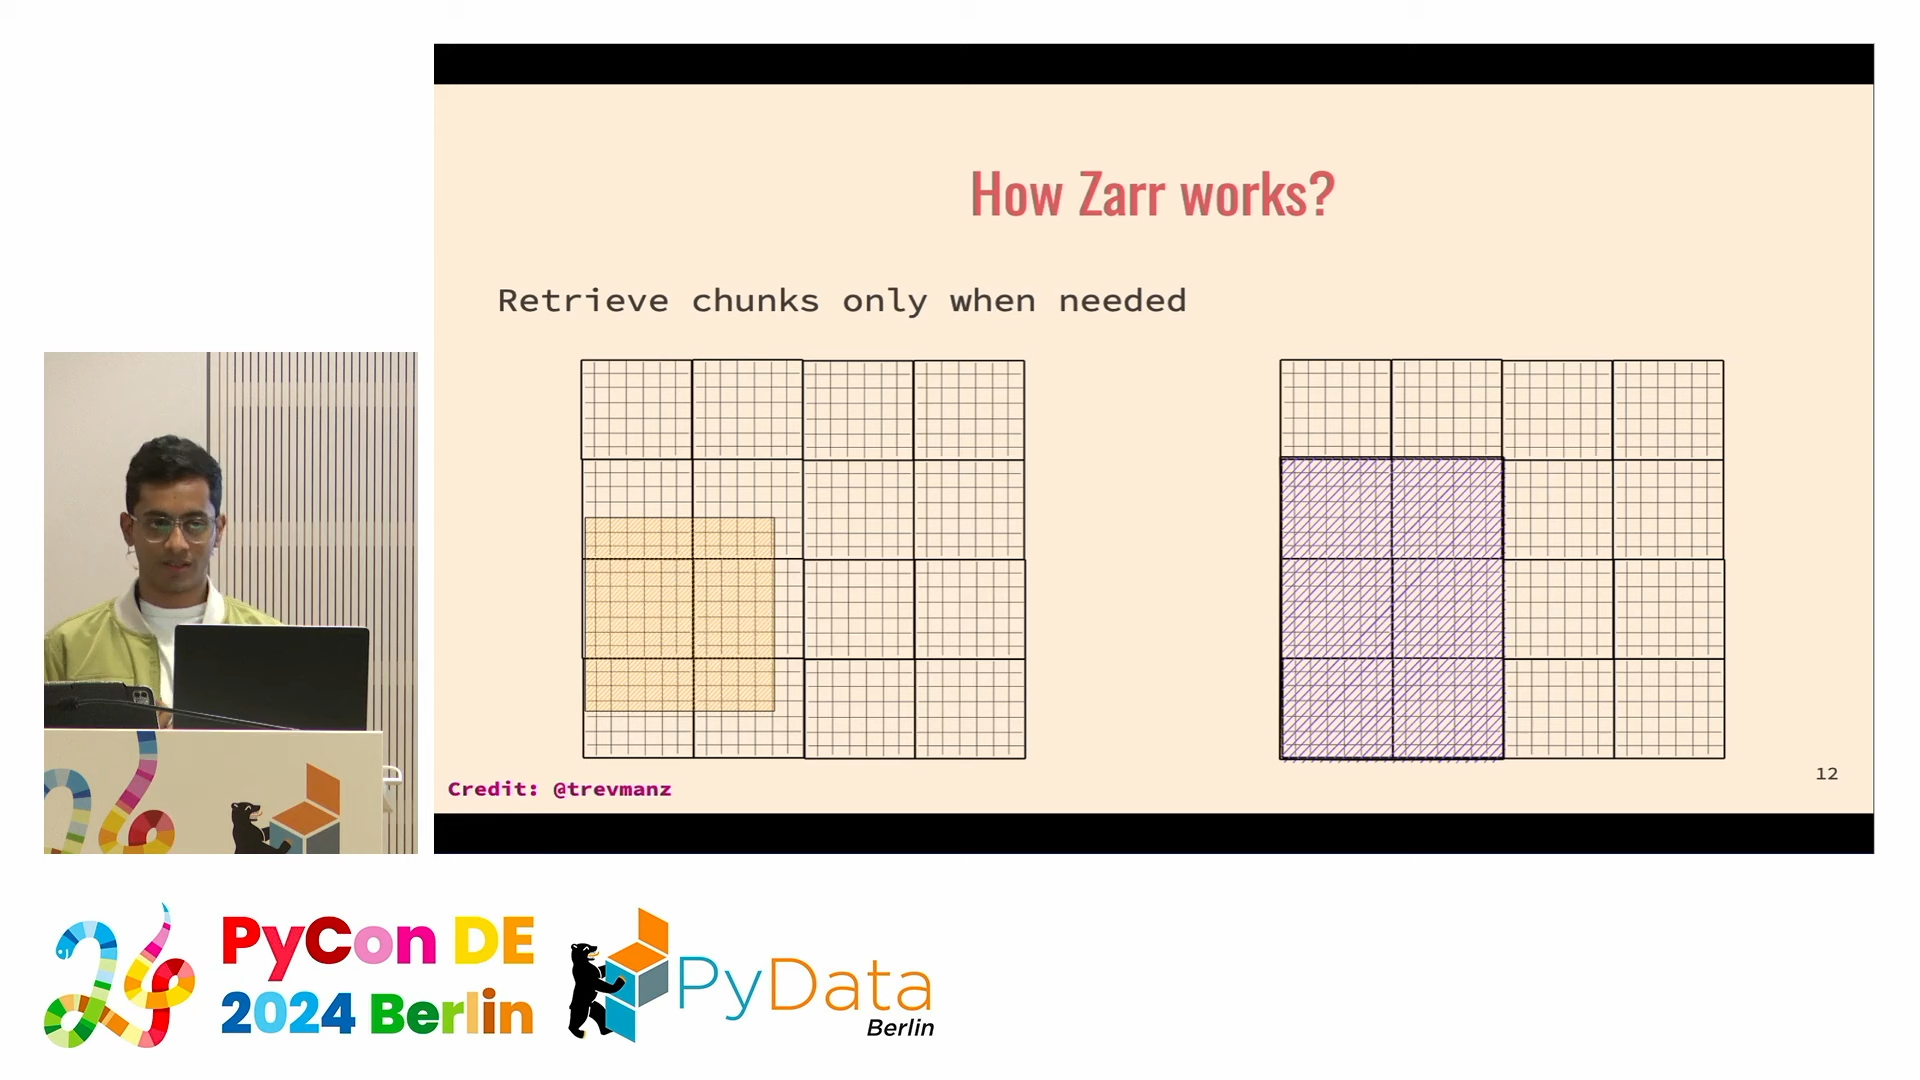 How Zarr works?
Retrieve chunks only when needed
Credit: @trevmanz
12
PyCon DE
2024 Berlin
PyData
Berlin